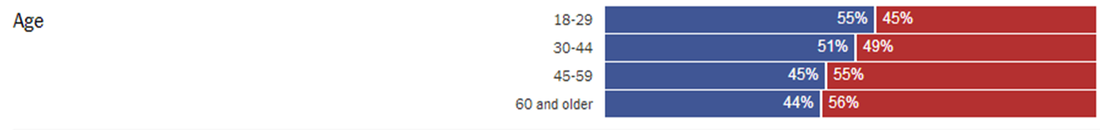 Age
18-29 55% 45%
30-44 51% 49%
45-59 45% 55%
60 and older 44% 56%